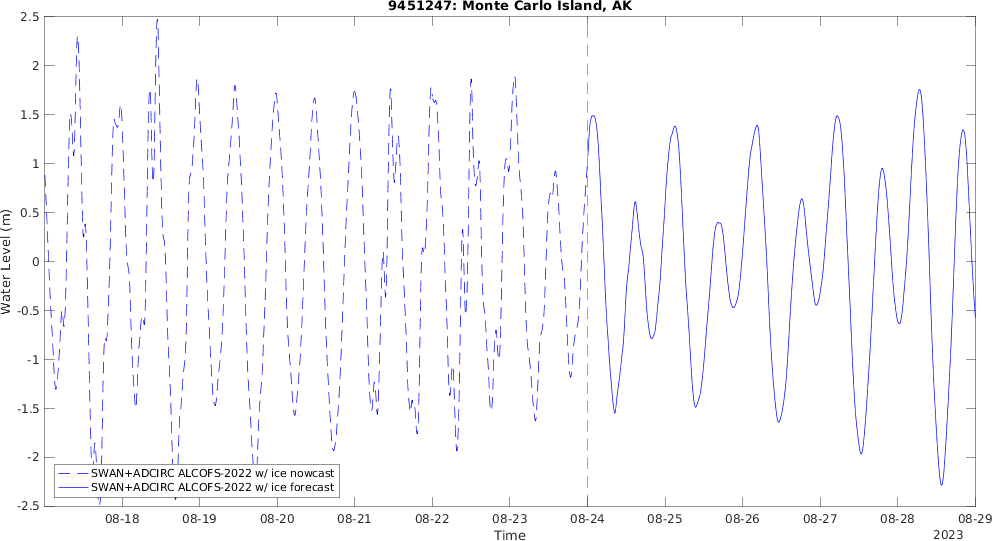 9451247: Monte Carlo Island, AK
Water Level (m)
2.5
2
1.5
1
0.5
0
-0.5
-1
-1.5
-2
-2.5
SWAN+ADCIRC ALCOFS-2022 w/ ice nowcast
SWAN+ADCIRC ALCOFS-2022 w/ ice forecast
08-18 08-19 08-20 08-21 08-22 08-23 08-24 08-25 08-26 08-27 08-28 08-29
Time
2023